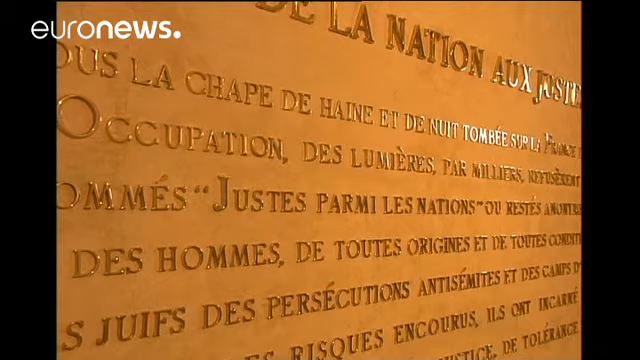 euronews.
DE LA NATION AUX JUSTE
OUS LA CHAPE DE HAINE ET DE NUIT TOMBÉE SUR LA FRANCE
OCCUPATION, DES LUMIÈRES, PAR MILLIERS, REFUSÈRENT
OMMÉS "JUSTES PARMI LES NATIONS" OU RESTÉS
DES HOMMES, DE TOUTES ORIGINES ET DE TOUTES
S JUIFS DES PERSÉCUTIONS ANTISÉMITES ET DES CAMPS D'
RISQUES ENCOURUS, ILS ONT INCARNÉ
JUSTICE, DE TOLÉRANCE